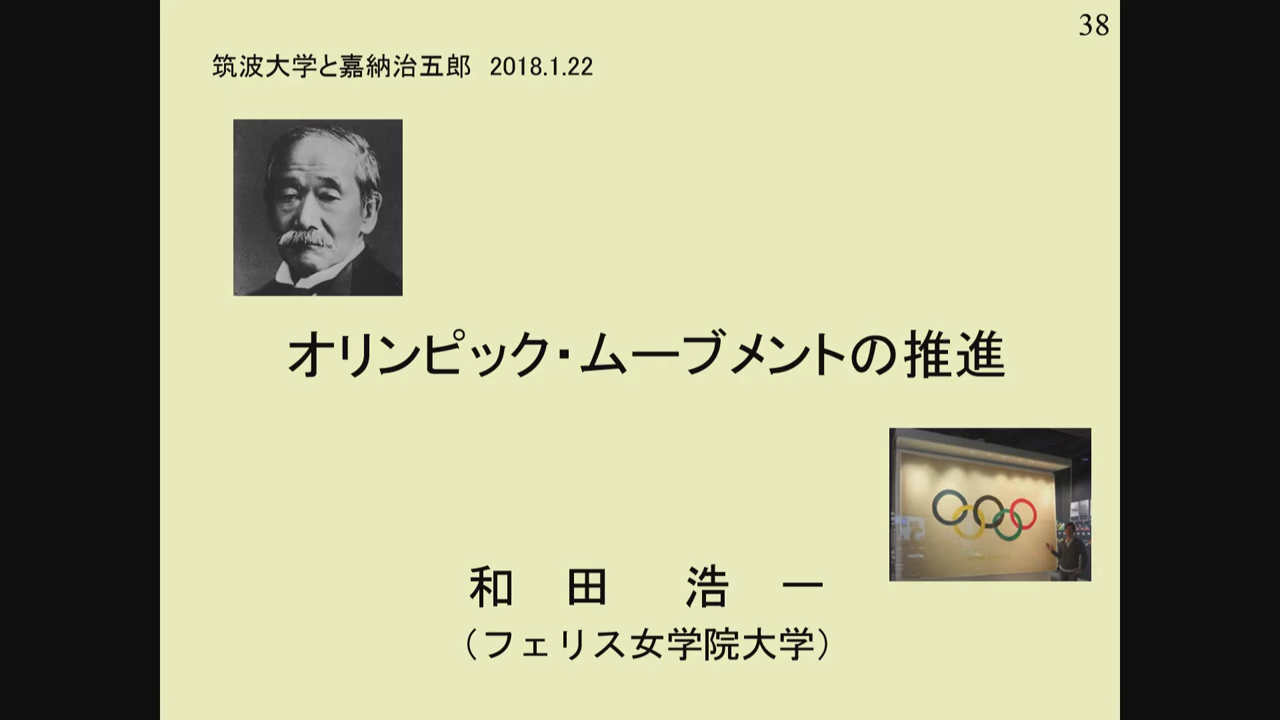 38
筑波大学と嘉納治五郎 2018.1.22
オリンピック・ムーブメントの推進
和 田 浩 一
(フェリス女学院大学)